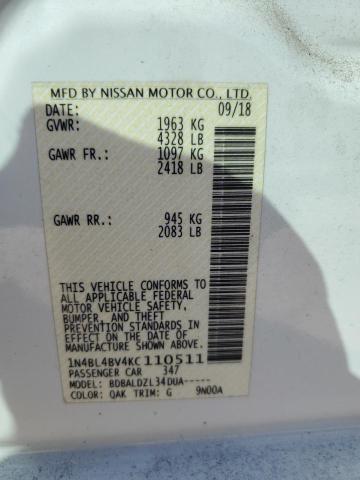 MFD BY NISSAN MOTOR CO., LTD.
DATE: 09/18
GVWR: 1963 KG
4328 LB
GAWR FR.: 1097 KG
2418 LB
GAWR RR.: 945 KG
2083 LB
THIS VEHICLE CONFORMS TO
ALL APPLICABLE FEDERAL
MOTOR VEHICLE SAFETY,
BUMPER, AND THEFT
PREVENTION STANDARDS
IN EFFECT ON THE DATE OF
MANUFACTURE SHOWN ABOVE.
1N4BL4BV4KC110511
PASSENGER CAR 347
MODEL: BDBALDZL34DUA-----
COLOR: QAK TRIM: G 9N00A